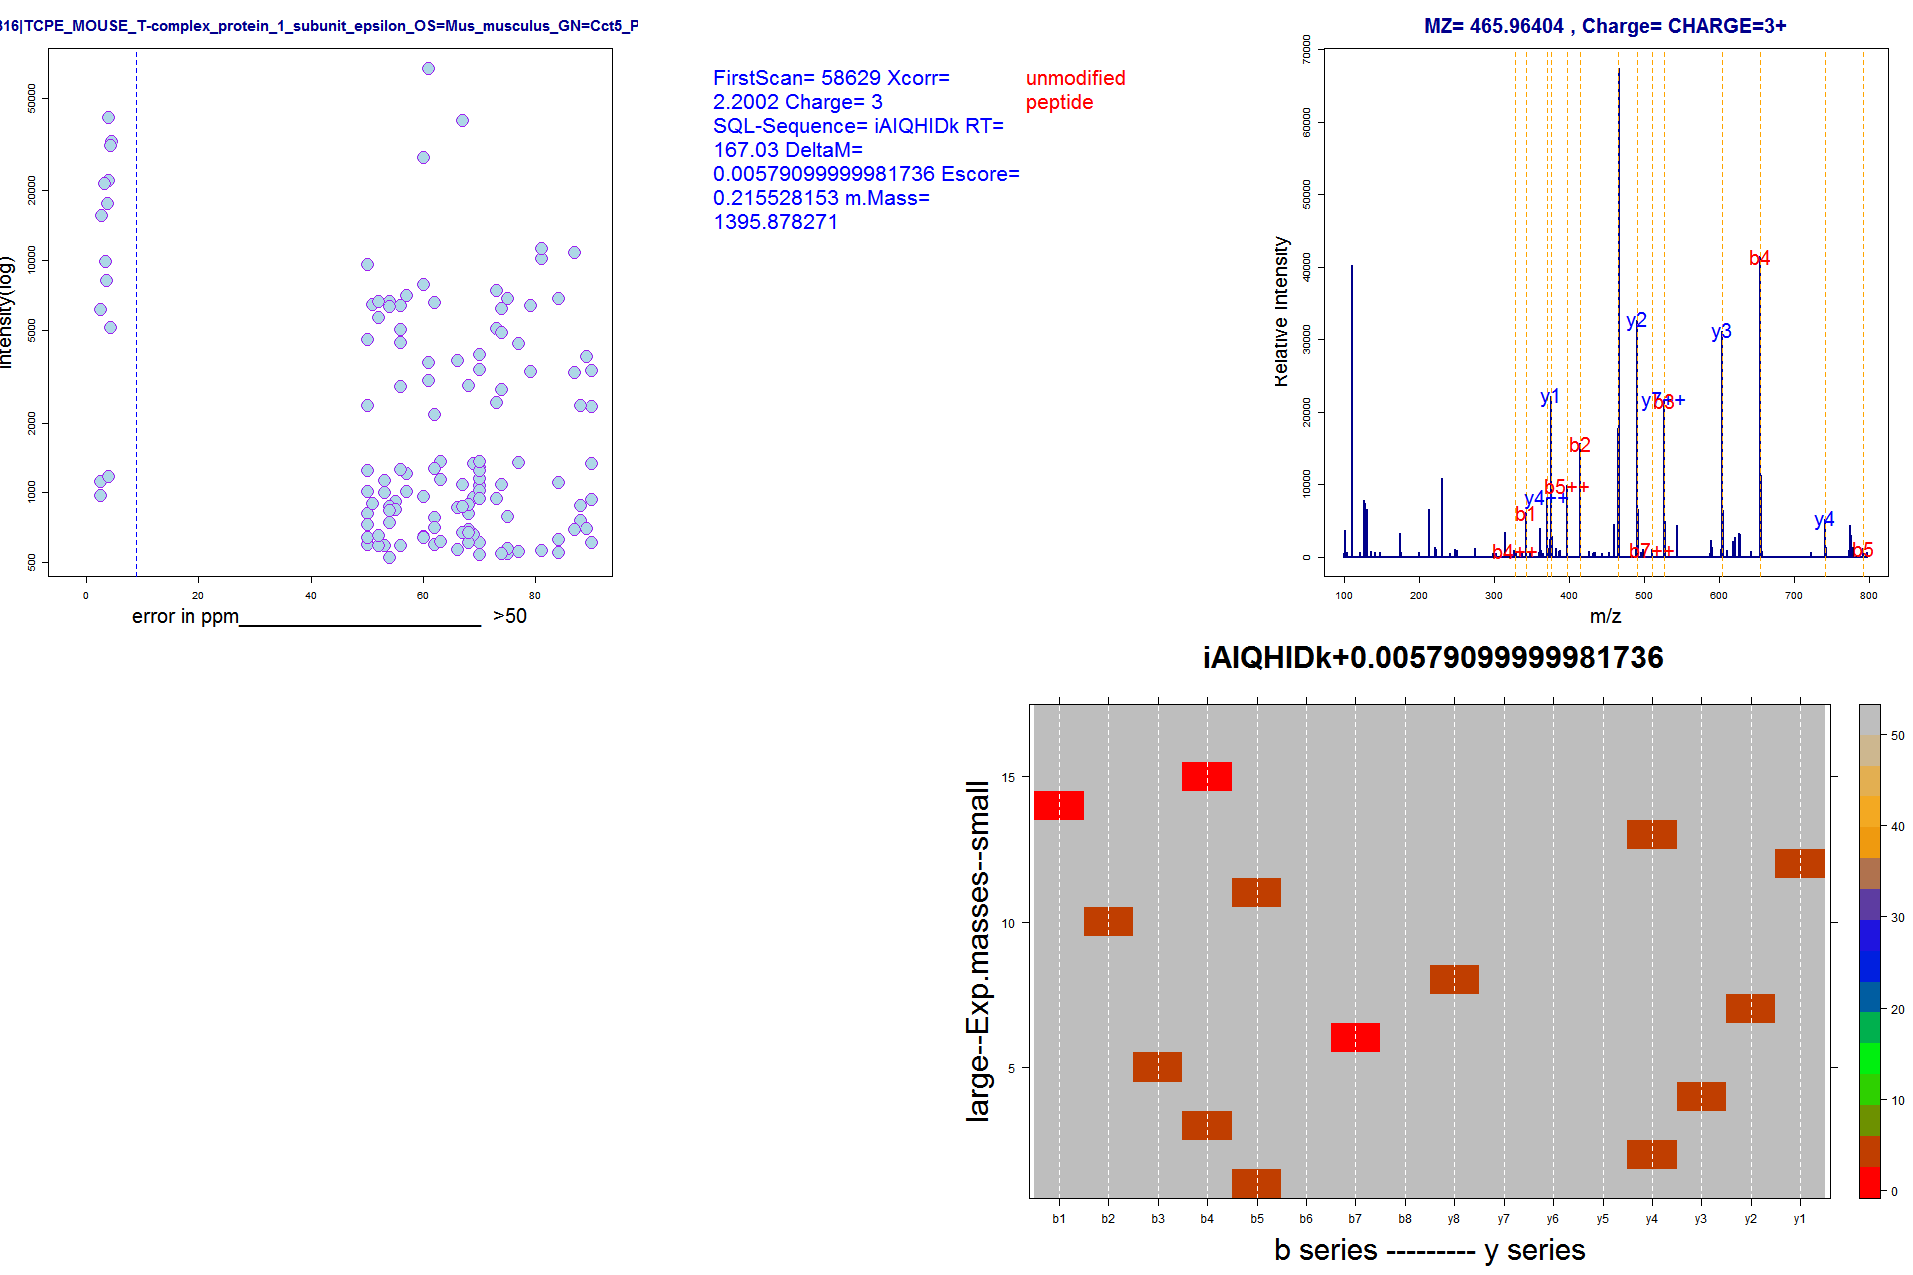 316|TCPE_MOUSE_T-complex_protein_1_subunit_epsilon_OS=Mus_musculus_GN=Cct5_P
intensity(log)
50000
20000
10000
5000
2000
1000
500
0
20
40
60
80
error in ppm______________________ >50
FirstScan= 58629 Xcorr=
2.2002 Charge= 3
SQL-Sequence= iAIQHIDk RT=
167.03 DeltaM=
0.00579099999981736 Escore=
0.215528153 m.Mass=
1395.878271
unmodified
peptide
MZ= 465.96404 , Charge= CHARGE=3+
Relative Intensity
70000
60000
50000
40000
30000
20000
10000
0
b4
y2
y3
y1
y7++
b3
b2
b5++
y4++
b1
y4
b4++
b7++
b5
100
200
300
400
500
600
700
800
m/z
iAIQHIDk+0.00579099999981736
large--Exp.masses--small
15
10
5
b1
b2
b3
b4
b5
b6
b7
b8
y8
y7
y6
y5
y4
y3
y2
y1
b series --------- y series
50
40
30
20
10
0